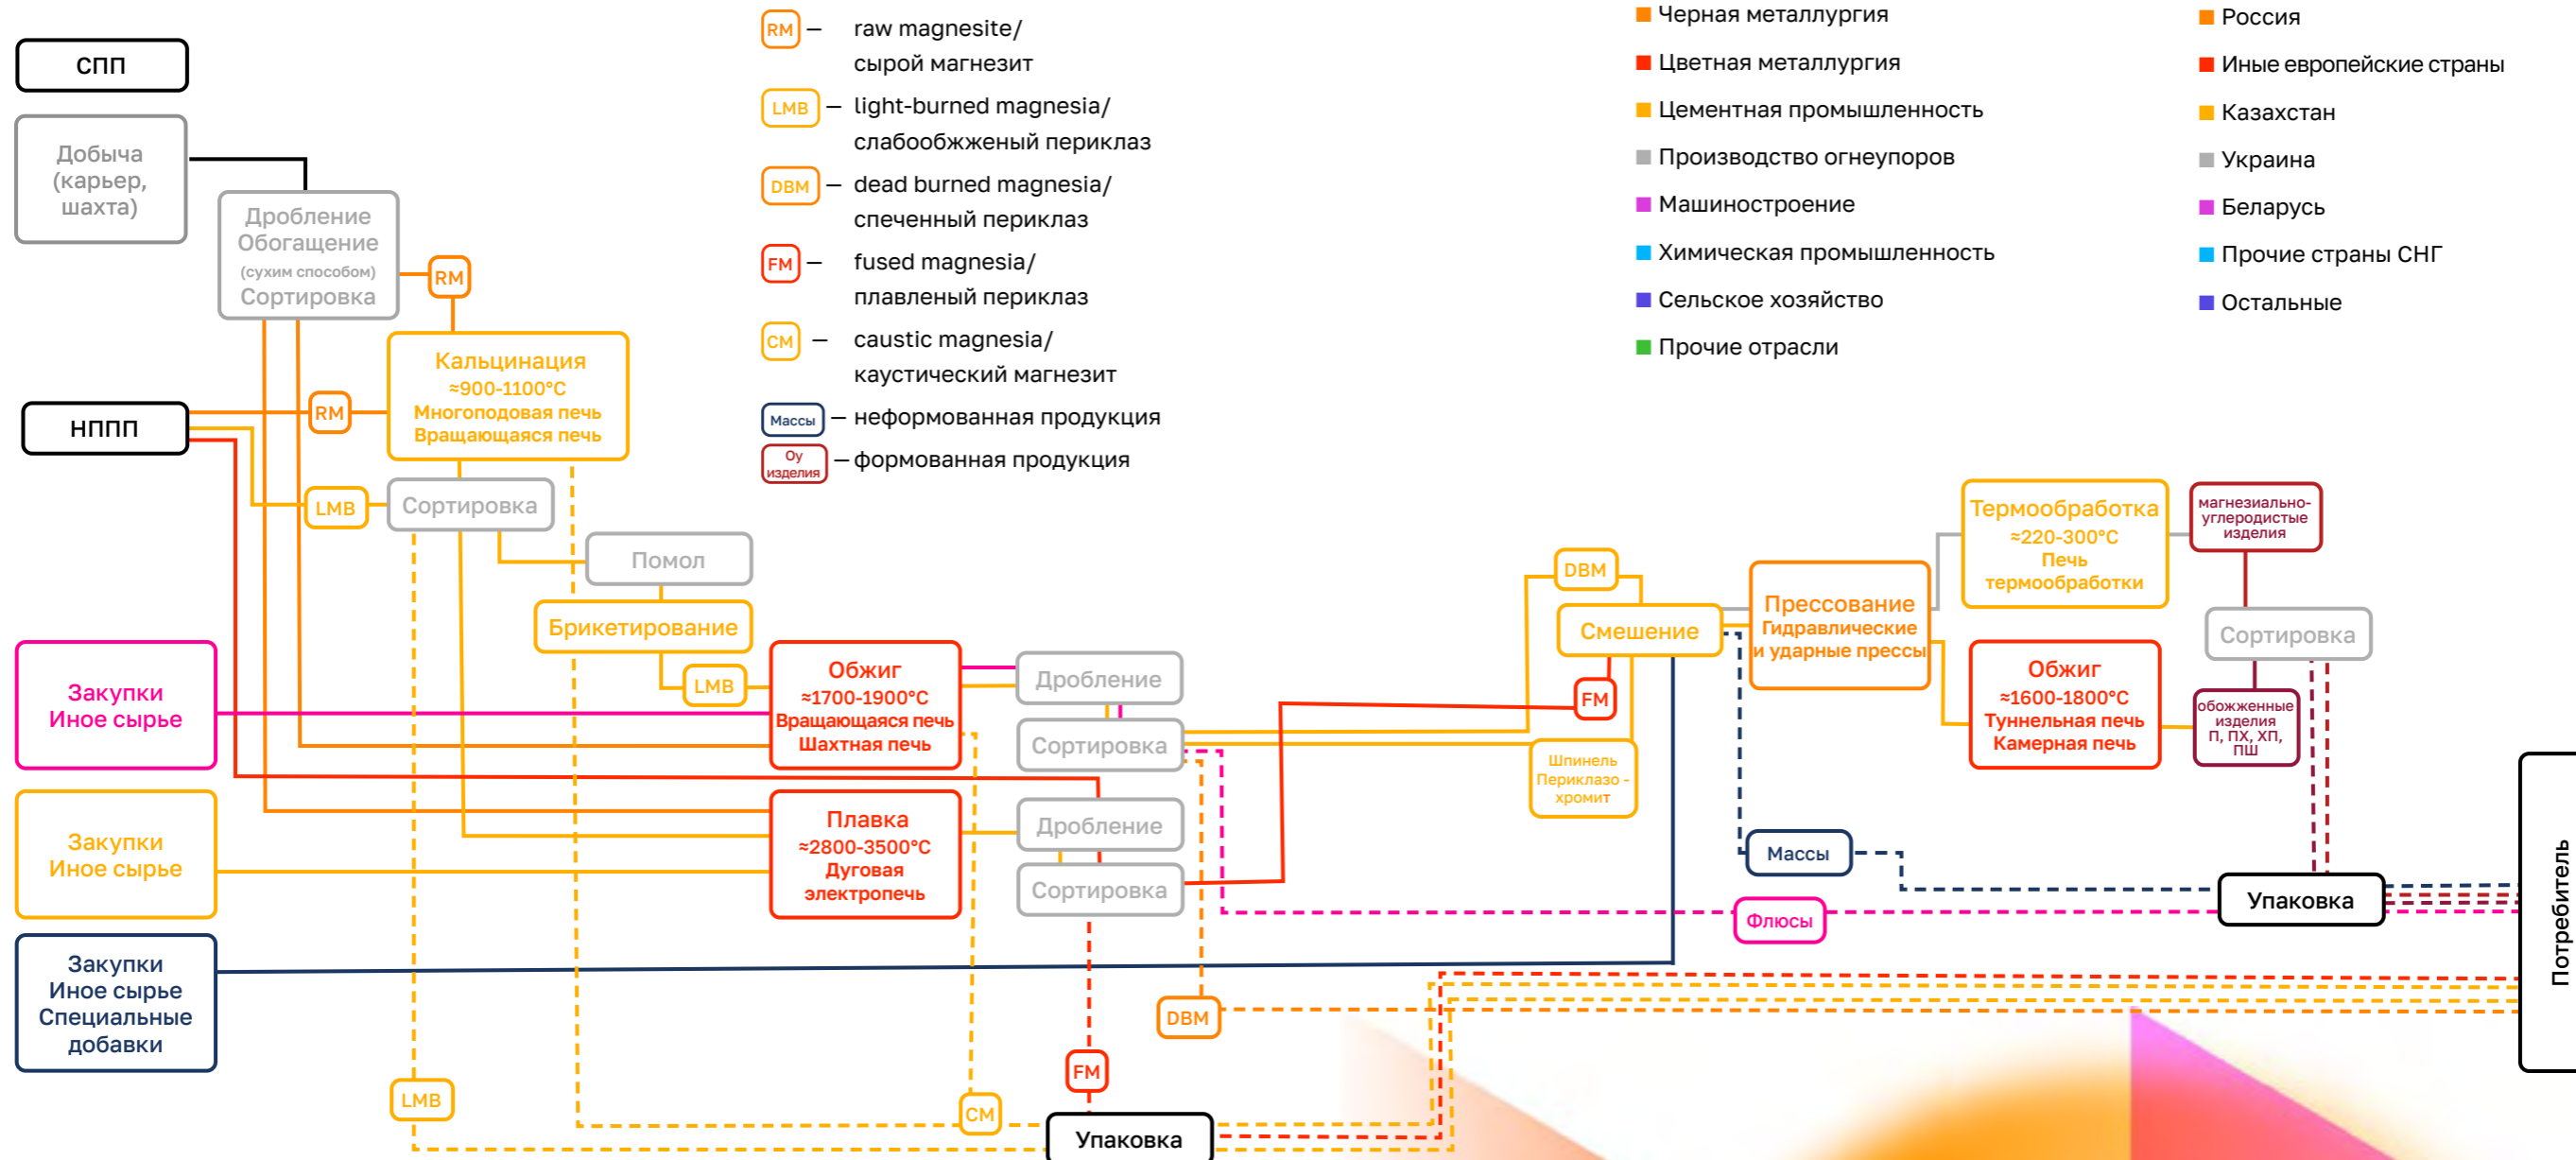 СПП
Добыча
(карьер,
шахта)
Дробление
Обогащение
(сухим способом)
Сортировка
RM
НППП
RM
Кальцинация
≈900-1100°C
Многоподовая печь
Вращающаяся печь
LMB
Сортировка
Помол
Брикетирование
LMB
Закупки
Иное сырье
Закупки
Иное сырье
Закупки
Иное сырье
Специальные
добавки
Обжиг
≈1700-1900°C
Вращающаяся печь
Шахтная печь
Плавка
≈2800-3500°C
Дуговая
электропечь
Дробление
Сортировка
Дробление
Сортировка
LMB
CM
FM
DBM
Упаковка
RM — raw magnesite/
сырой магнезит
LMB — light-burned magnesia/
слабообжженый периклаз
DBM — dead burned magnesia/
спеченный периклаз
FM — fused magnesia/
плавленый периклаз
CM — caustic magnesia/
каустический магнезит
Массы — неформованная продукция
Оу
изделия — формованная продукция
Черная металлургия
Цветная металлургия
Цементная промышленность
Производство огнеупоров
Машиностроение
Химическая промышленность
Сельское хозяйство
Прочие отрасли
Россия
Иные европейские страны
Казахстан
Украина
Беларусь
Прочие страны СНГ
Остальные
DBM
Смешение
FM
Шпинель
Периклазо -
хромит
Прессование
Гидравлические
и ударные прессы
Термообработка
≈220-300°C
Печь
термообработки
магнезиально-
углеродистые
изделия
Сортировка
Обжиг
≈1600-1800°C
Туннельная печь
Камерная печь
обожженные
изделия
П, ПХ, ХП,
ПШ
Массы
Флюсы
Упаковка
Потребитель